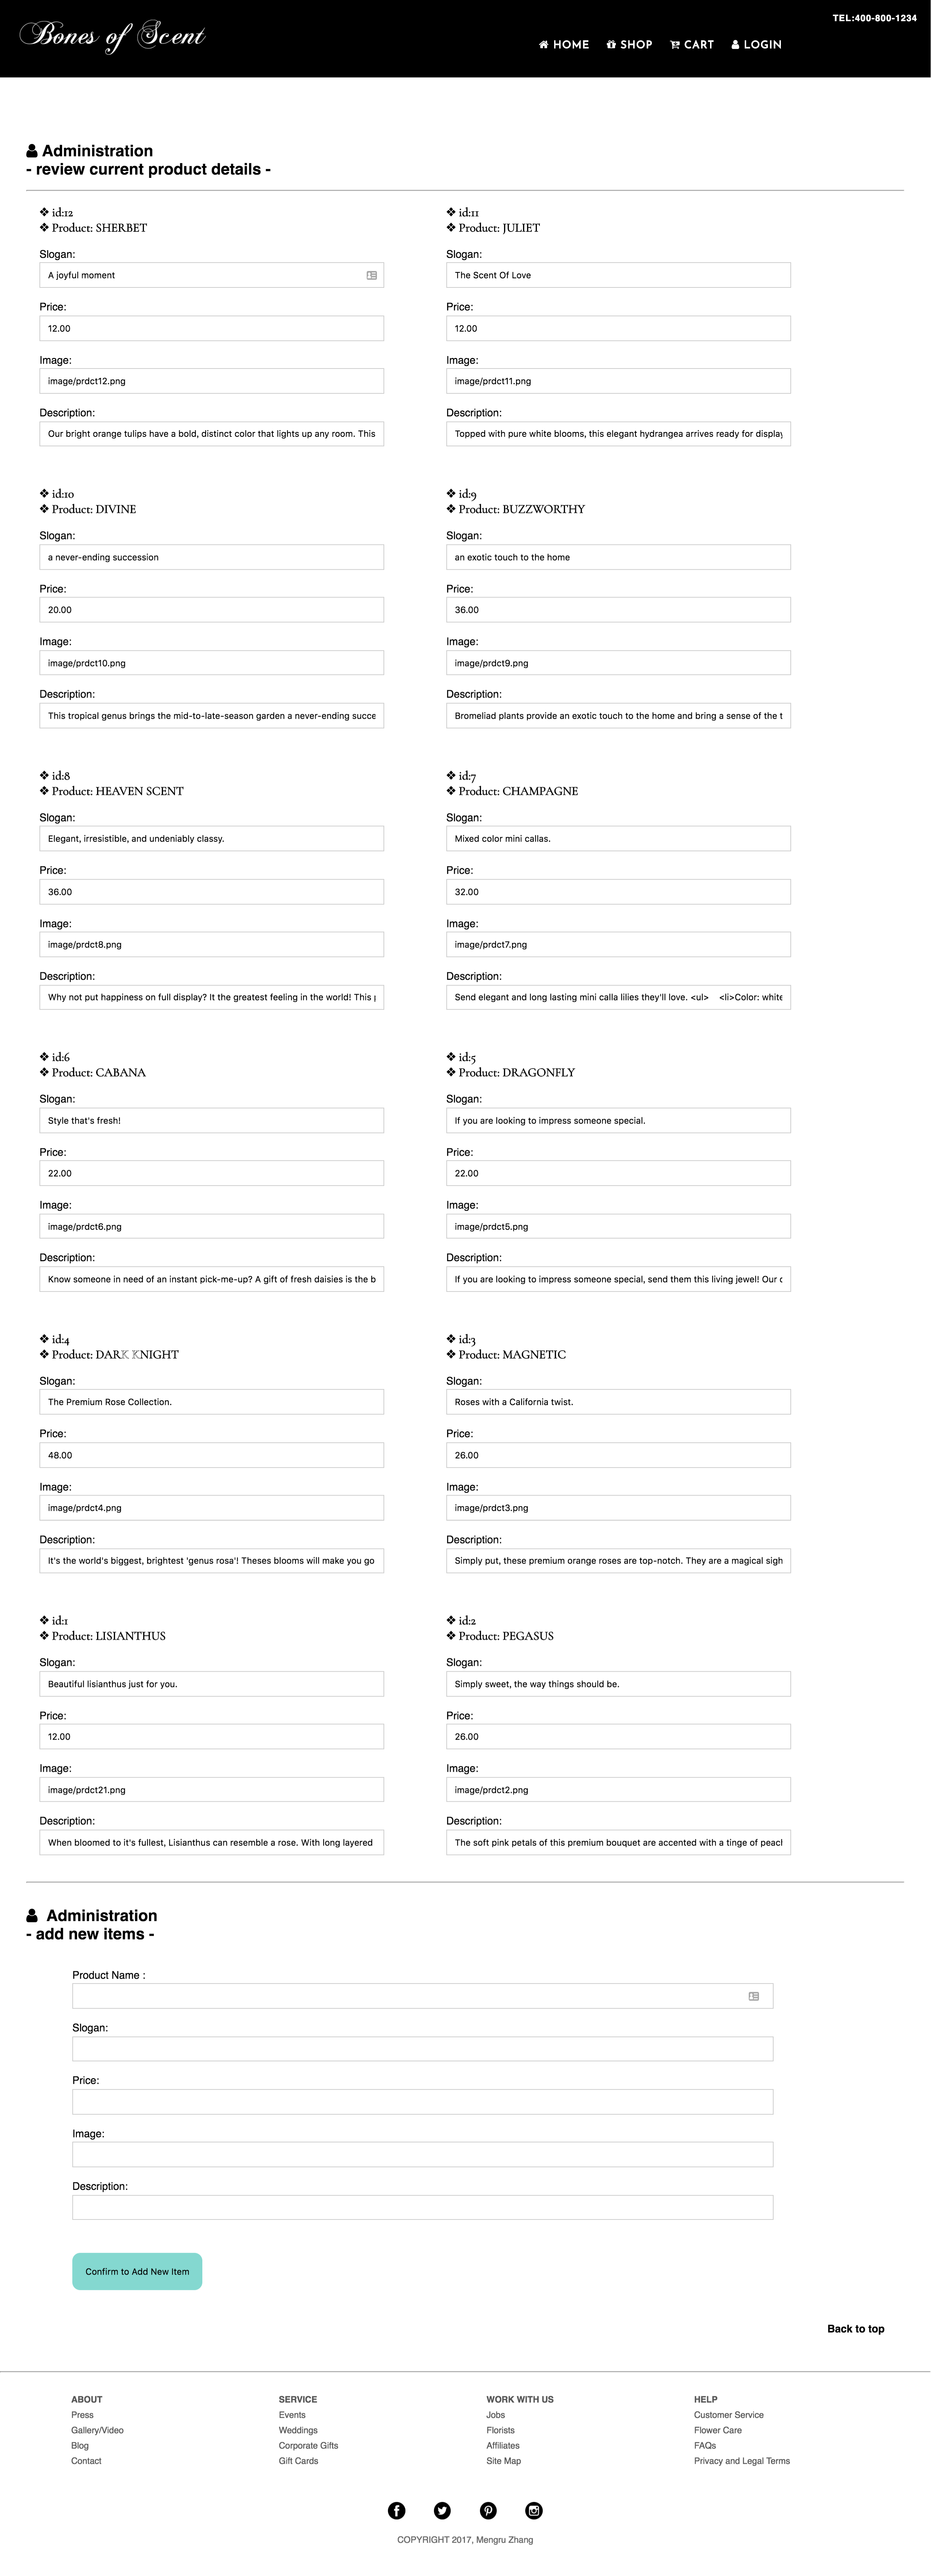 Bones of Scent
TEL:400-800-1234
HOME SHOP CART LOGIN
Administration
- review current product details -
❖ id:12
❖ Product: SHERBET
Slogan:
A joyful moment
Price:
12.00
Image:
image/prdct12.png
Description:
Our bright orange tulips have a bold, distinct color that lights up any room. This
❖ id:11
❖ Product: JULIET
Slogan:
The Scent Of Love
Price:
12.00
Image:
image/prdct11.png
Description:
Topped with pure white blooms, this elegant hydrangea arrives ready for display
❖ id:10
❖ Product: DIVINE
Slogan:
a never-ending succession
Price:
20.00
Image:
image/prdct10.png
Description:
This tropical genus brings the mid-to-late-season garden a never-ending succe
❖ id:9
❖ Product: BUZZWORTHY
Slogan:
an exotic touch to the home
Price:
36.00
Image:
image/prdct9.png
Description:
Bromeliad plants provide an exotic touch to the home and bring a sense of the t
❖ id:8
❖ Product: HEAVEN SCENT
Slogan:
Elegant, irresistible, and undeniably classy.
Price:
36.00
Image:
image/prdct8.png
Description:
Why not put happiness on full display? It the greatest feeling in the world! This
❖ id:7
❖ Product: CHAMPAGNE
Slogan:
Mixed color mini callas.
Price:
32.00
Image:
image/prdct7.png
Description:
Send elegant and long lasting mini calla lilies they'll love. <ul> <li>Color: white
❖ id:6
❖ Product: CABANA
Slogan:
Style that's fresh!
Price:
22.00
Image:
image/prdct6.png
Description:
Know someone in need of an instant pick-me-up? A gift of fresh daisies is the b
❖ id:5
❖ Product: DRAGONFLY
Slogan:
If you are looking to impress someone special.
Price:
22.00
Image:
image/prdct5.png
Description:
If you are looking to impress someone special, send them this living jewel! Our
❖ id:4
❖ Product: DARK KNIGHT
Slogan:
The Premium Rose Collection.
Price:
48.00
Image:
image/prdct4.png
Description:
It's the world's biggest, brightest 'genus rosa'! Theses blooms will make you go
❖ id:3
❖ Product: MAGNETIC
Slogan:
Roses with a California twist.
Price:
26.00
Image:
image/prdct3.png
Description:
Simply put, these premium orange roses are top-notch. They are a magical sigh
❖ id:1
❖ Product: LISIANTHUS
Slogan:
Beautiful lisianthus just for you.
Price:
12.00
Image:
image/prdct21.png
Description:
When bloomed to it's fullest, Lisianthus can resemble a rose. With long layered
❖ id:2
❖ Product: PEGASUS
Slogan:
Simply sweet, the way things should be.
Price:
26.00
Image:
image/prdct2.png
Description:
The soft pink petals of this premium bouquet are accented with a tinge of peach
Administration
- add new items -
Product Name :
Slogan:
Price:
Image:
Description:
Confirm to Add New Item
Back to top
ABOUT
Press
Gallery/Video
Blog
Contact
SERVICE
Events
Weddings
Corporate Gifts
Gift Cards
WORK WITH US
Jobs
Florists
Affiliates
Site Map
HELP
Customer Service
Flower Care
FAQs
Privacy and Legal Terms
COPYRIGHT 2017, Mengru Zhang